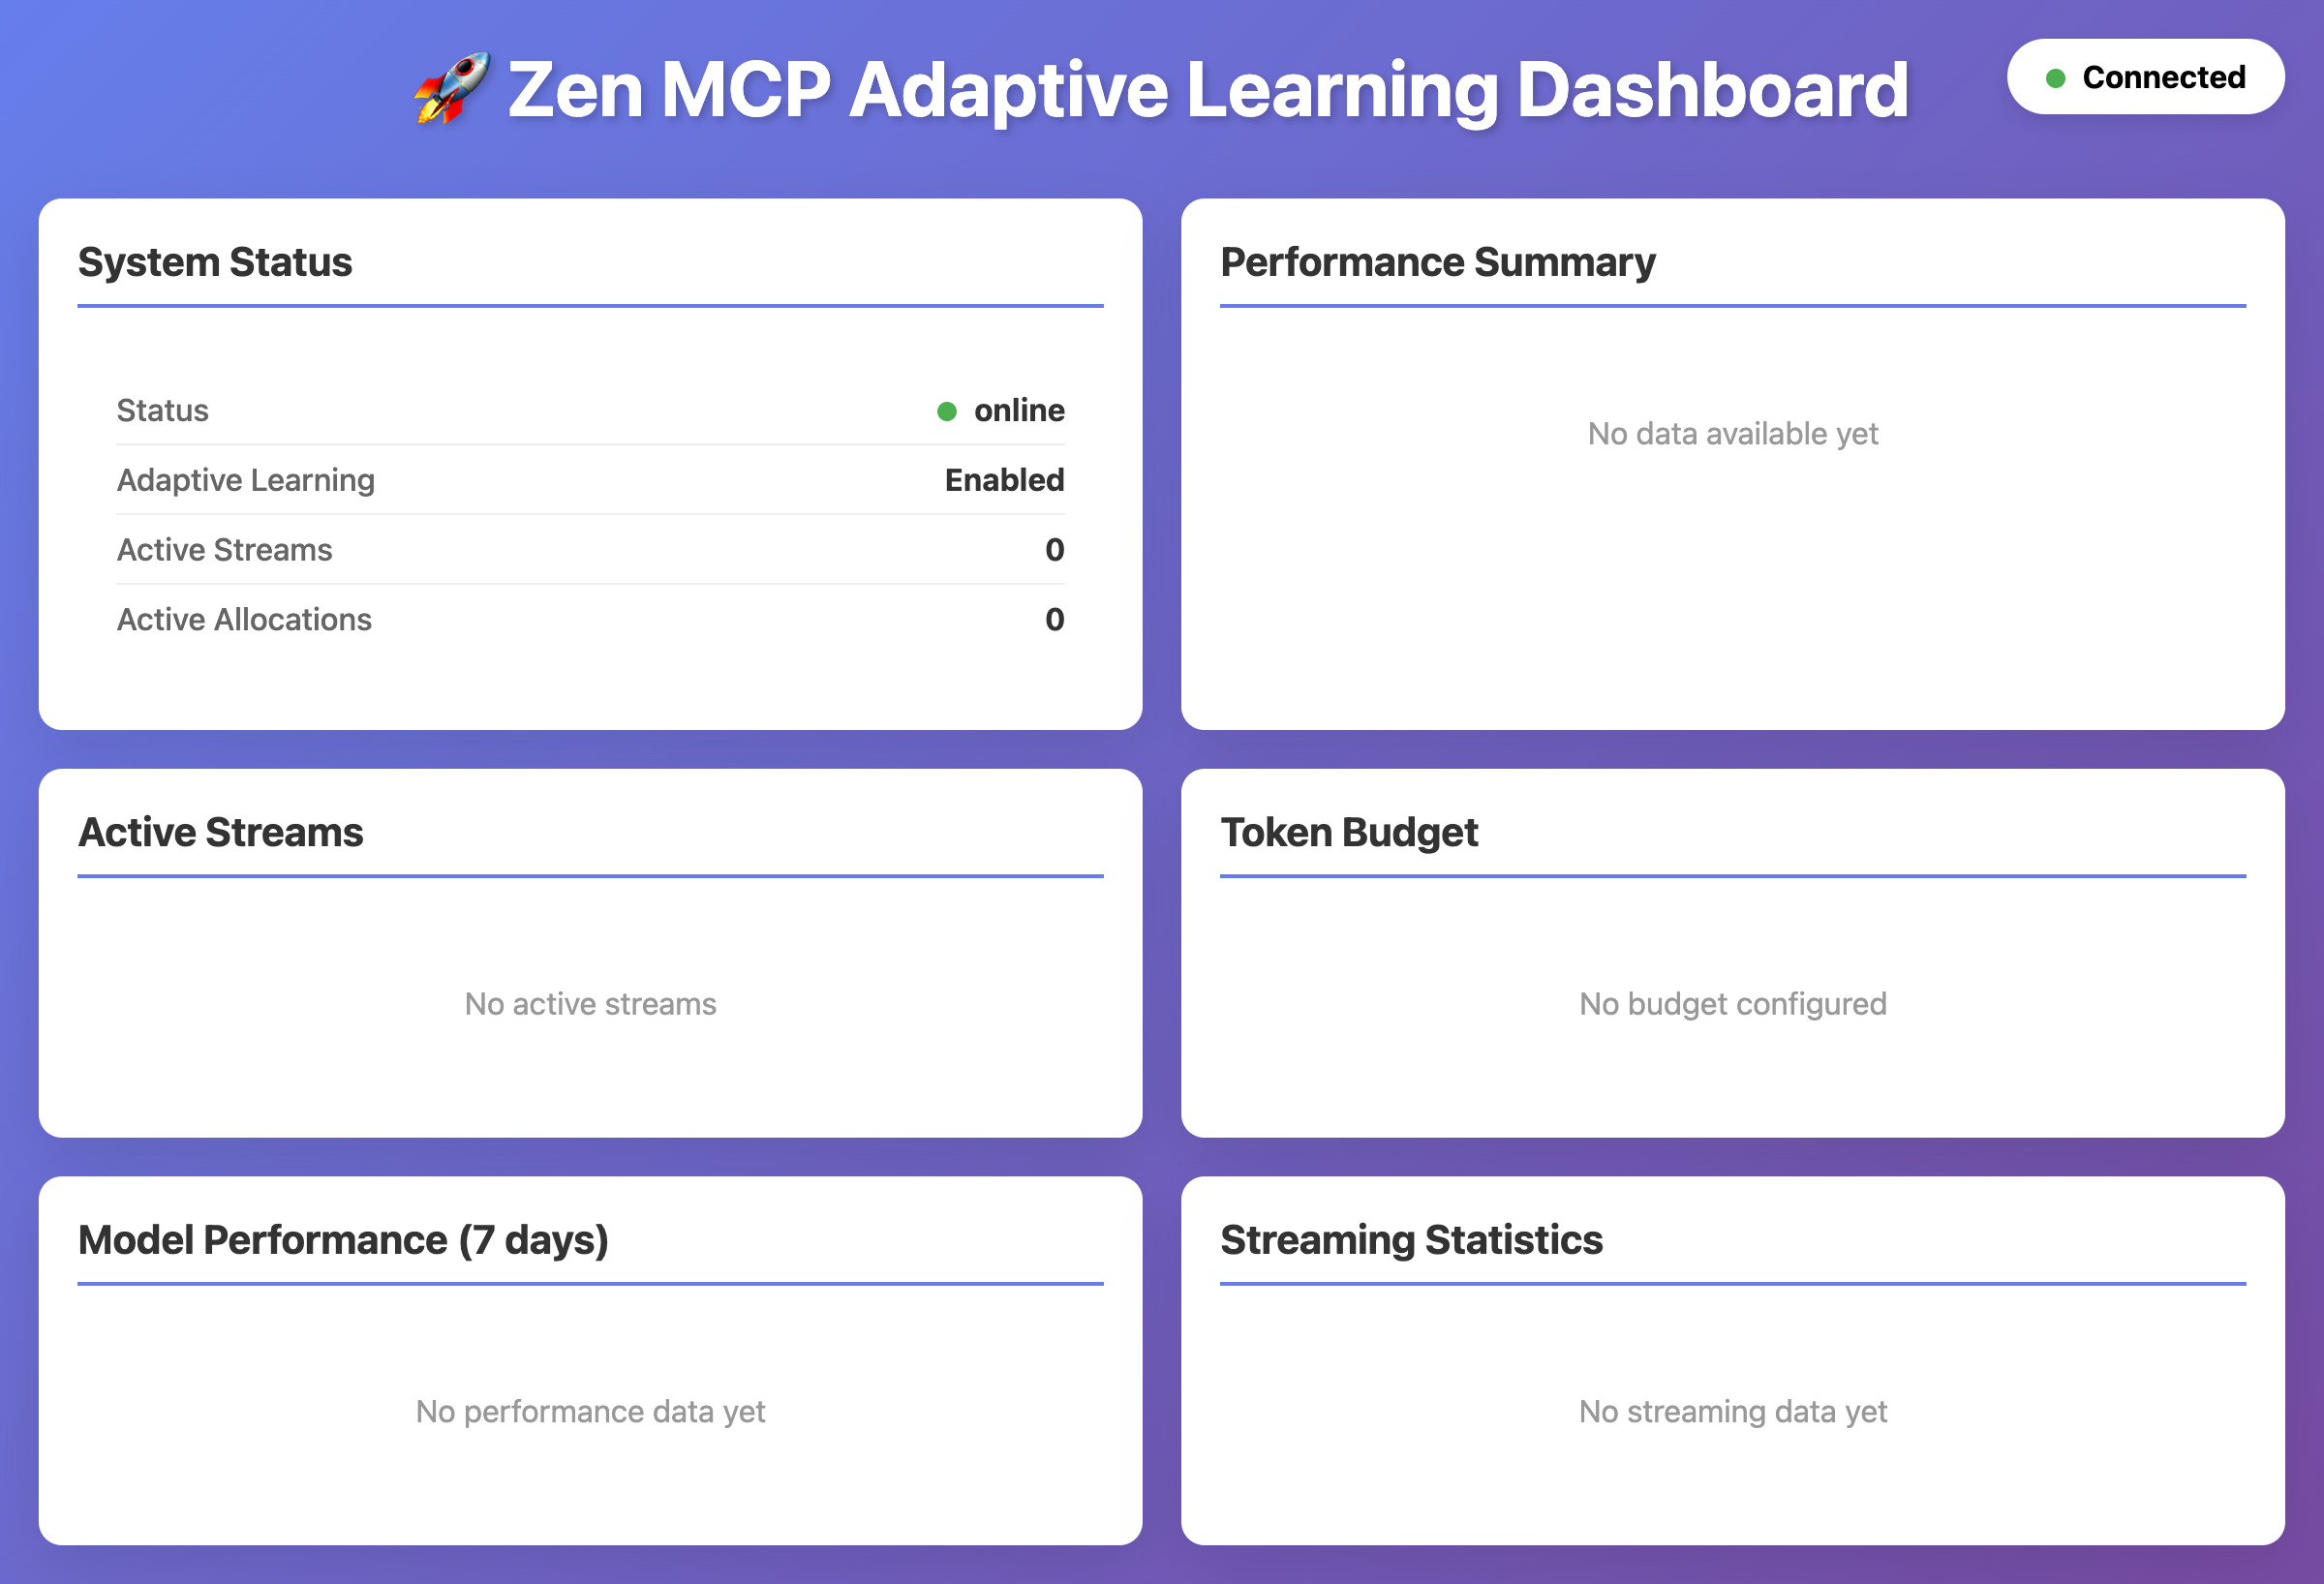 🚀 Zen MCP Adaptive Learning Dashboard
Connected
System Status
Status online
Adaptive Learning Enabled
Active Streams 0
Active Allocations 0
Performance Summary
No data available yet
Active Streams
No active streams
Token Budget
No budget configured
Model Performance (7 days)
No performance data yet
Streaming Statistics
No streaming data yet